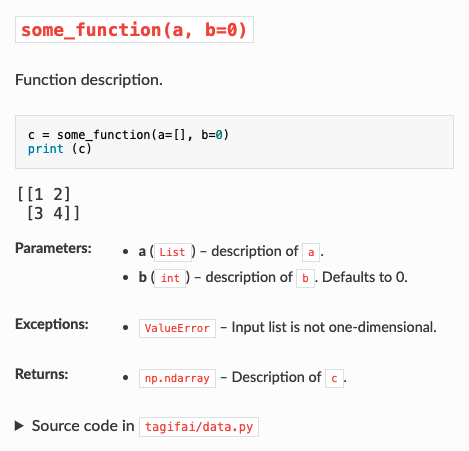 some_function(a, b=0)
Function description.
c = some_function(a=[], b=0)
print (c)
[[1 2]
 [3 4]]
Parameters: • a (List) – description of a.
• b (int) – description of b. Defaults to 0.
Exceptions: • ValueError – Input list is not one-dimensional.
Returns: • np.ndarray – Description of c.
▶ Source code in tagifai/data.py